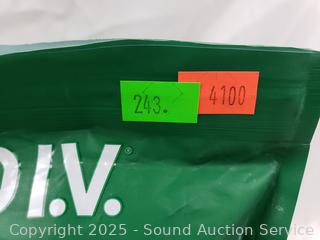 243. 4100
D I.V.®
Copyright 2025 - Sound Auction Service